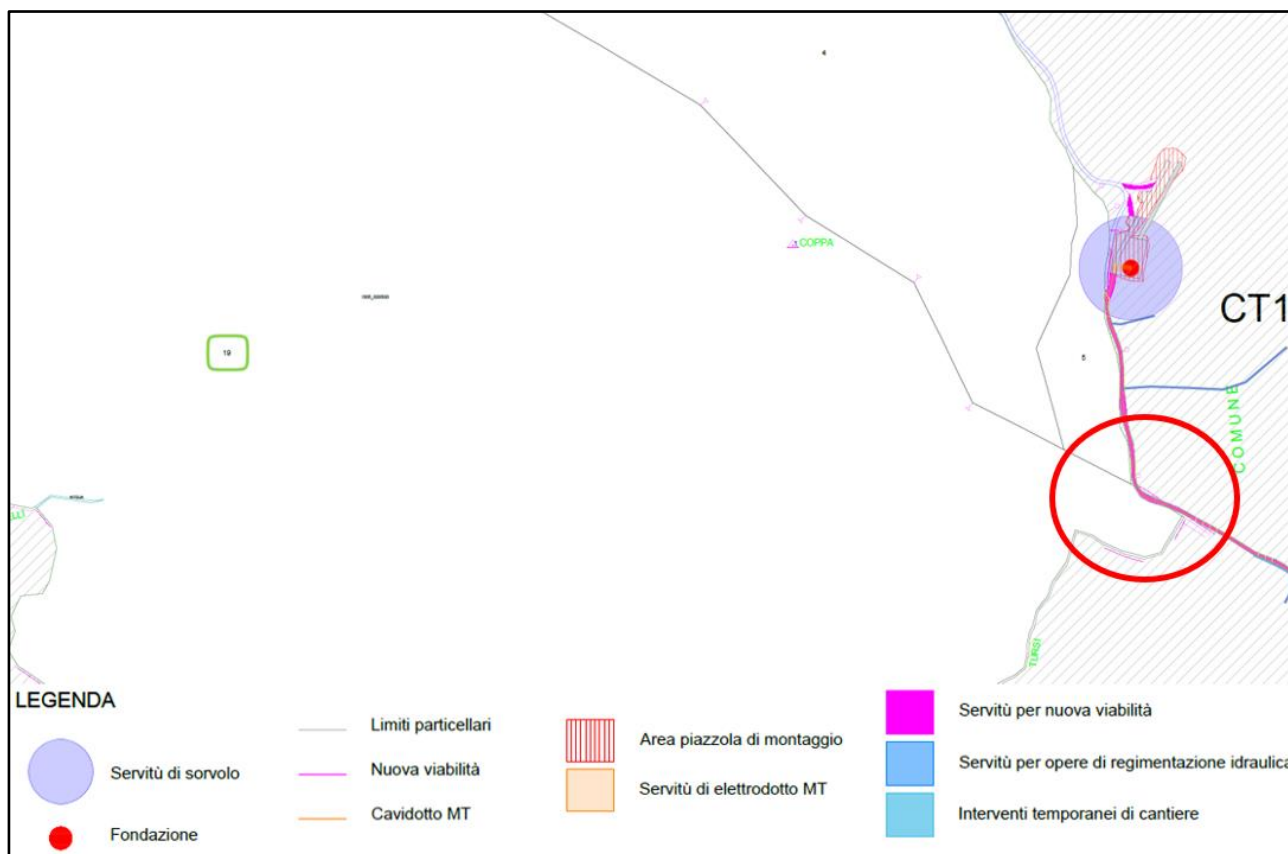 4
COPPA
19
CT1
5
COMUNE
TURSI
LEGENDA
Servitù di sorvolo
Fondazione
Limiti particellari
Nuova viabilità
Cavidotto MT
Area piazzola di montaggio
Servitù di elettrodotto MT
Servitù per nuova viabilità
Servitù per opere di regimentazione idraulica
Interventi temporanei di cantiere